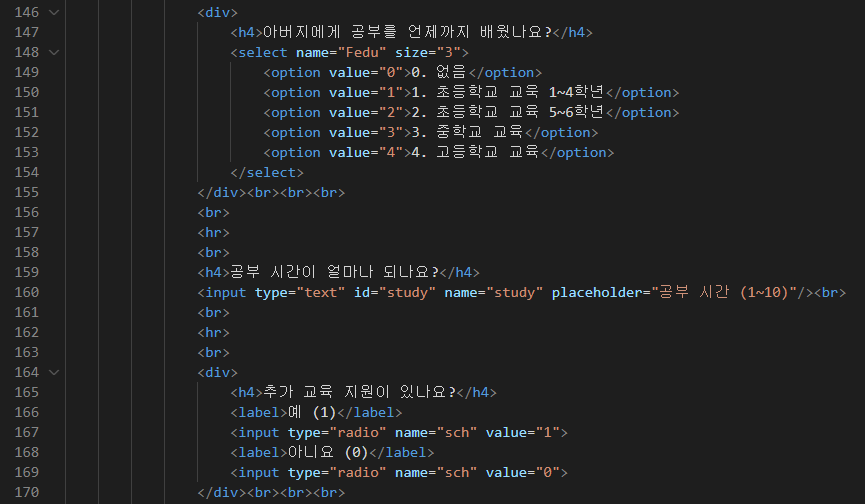 146 <div>
147 <h4>아버지에게 공부를 언제까지 배웠나요?</h4>
148 <select name="Fedu" size="3">
149 <option value="0">0. 없음</option>
150 <option value="1">1. 초등학교 교육 1~4학년</option>
151 <option value="2">2. 초등학교 교육 5~6학년</option>
152 <option value="3">3. 중학교 교육</option>
153 <option value="4">4. 고등학교 교육</option>
154 </select>
155 </div><br><br><br>
156 <br>
157 <hr>
158 <br>
159 <h4>공부 시간이 얼마나 되나요?</h4>
160 <input type="text" id="study" name="study" placeholder="공부 시간 (1~10)"/><br>
161 <br>
162 <hr>
163 <br>
164 <div>
165 <h4>추가 교육 지원이 있나요?</h4>
166 <label>예 (1)</label>
167 <input type="radio" name="sch" value="1">
168 <label>아니요 (0)</label>
169 <input type="radio" name="sch" value="0">
170 </div><br><br><br>